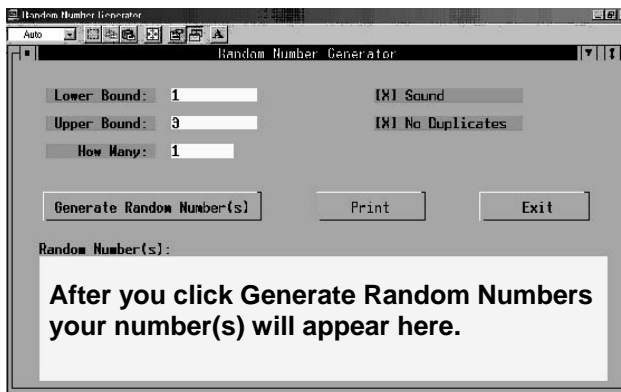 Random Number Generator
Auto
A
Random Number Generator
Lower Bound: 1
[X] Sound
Upper Bound: 9
[X] No Duplicates
How Many: 1
Generate Random Number(s)
Print
Exit
Random Number(s):
After you click Generate Random Numbers
your number(s) will appear here.